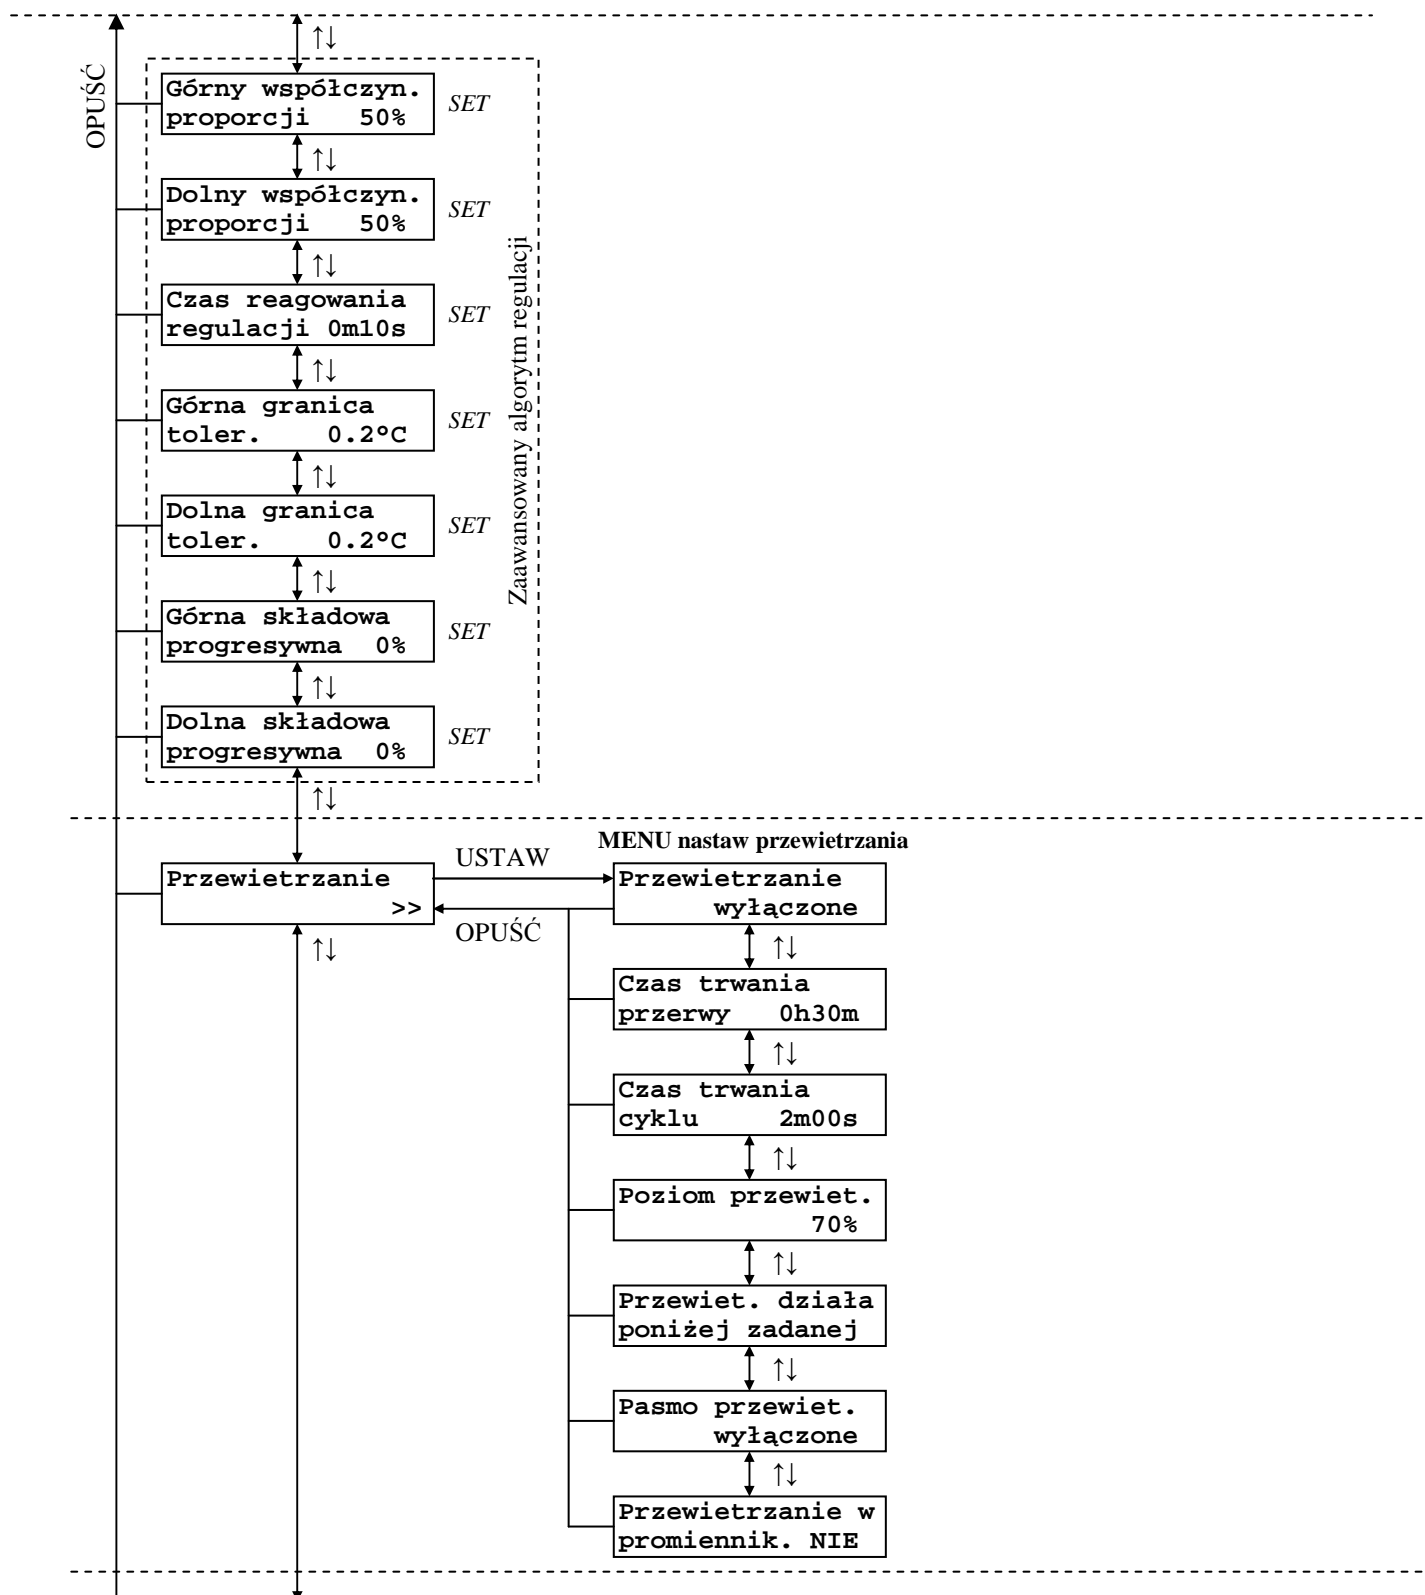 ↑↓
OPUŚĆ
Górny współczyn.
proporcji 50%
SET
↑↓
Dolny współczyn.
proporcji 50%
SET
↑↓
Czas reagowania
regulacji 0m10s
SET
↑↓
Górna granica
toler. 0.2°C
SET
↑↓
Dolna granica
toler. 0.2°C
SET
↑↓
Górna składowa
progresywna 0%
SET
↑↓
Dolna składowa
progresywna 0%
SET
Zaawansowany algorytm regulacji
↑↓
MENU nastaw przewietrzania
Przewietrzanie
>>
USTAW
OPUŚĆ
↑↓
Przewietrzanie
wyłączone
↑↓
Czas trwania
przerwy 0h30m
↑↓
Czas trwania
cyklu 2m00s
↑↓
Poziom przewiet.
70%
↑↓
Przewiet. działa
poniżej zadanej
↑↓
Pasmo przewiet.
wyłączone
↑↓
Przewietrzanie w
promiennik. NIE